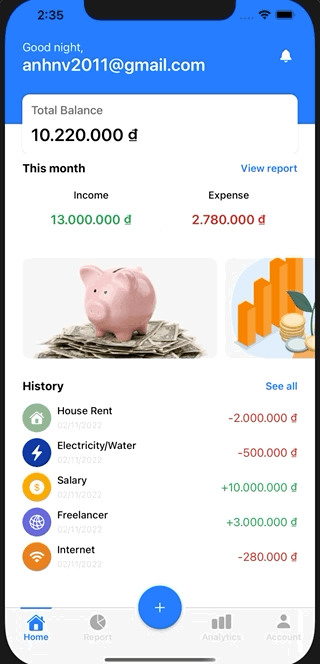 2:35
Good night,
anhnv2011@gmail.com
Total Balance
10.220.000 ₫
This month
View report
Income
Expense
13.000.000 ₫
2.780.000 ₫
History
See all
House Rent
02/11/2022
-2.000.000 ₫
Electricity/Water
02/11/2022
-500.000 ₫
Salary
02/11/2022
+10.000.000 ₫
Freelancer
02/11/2022
+3.000.000 ₫
Internet
02/11/2022
-280.000 ₫
Home
Report
Analytics
Account